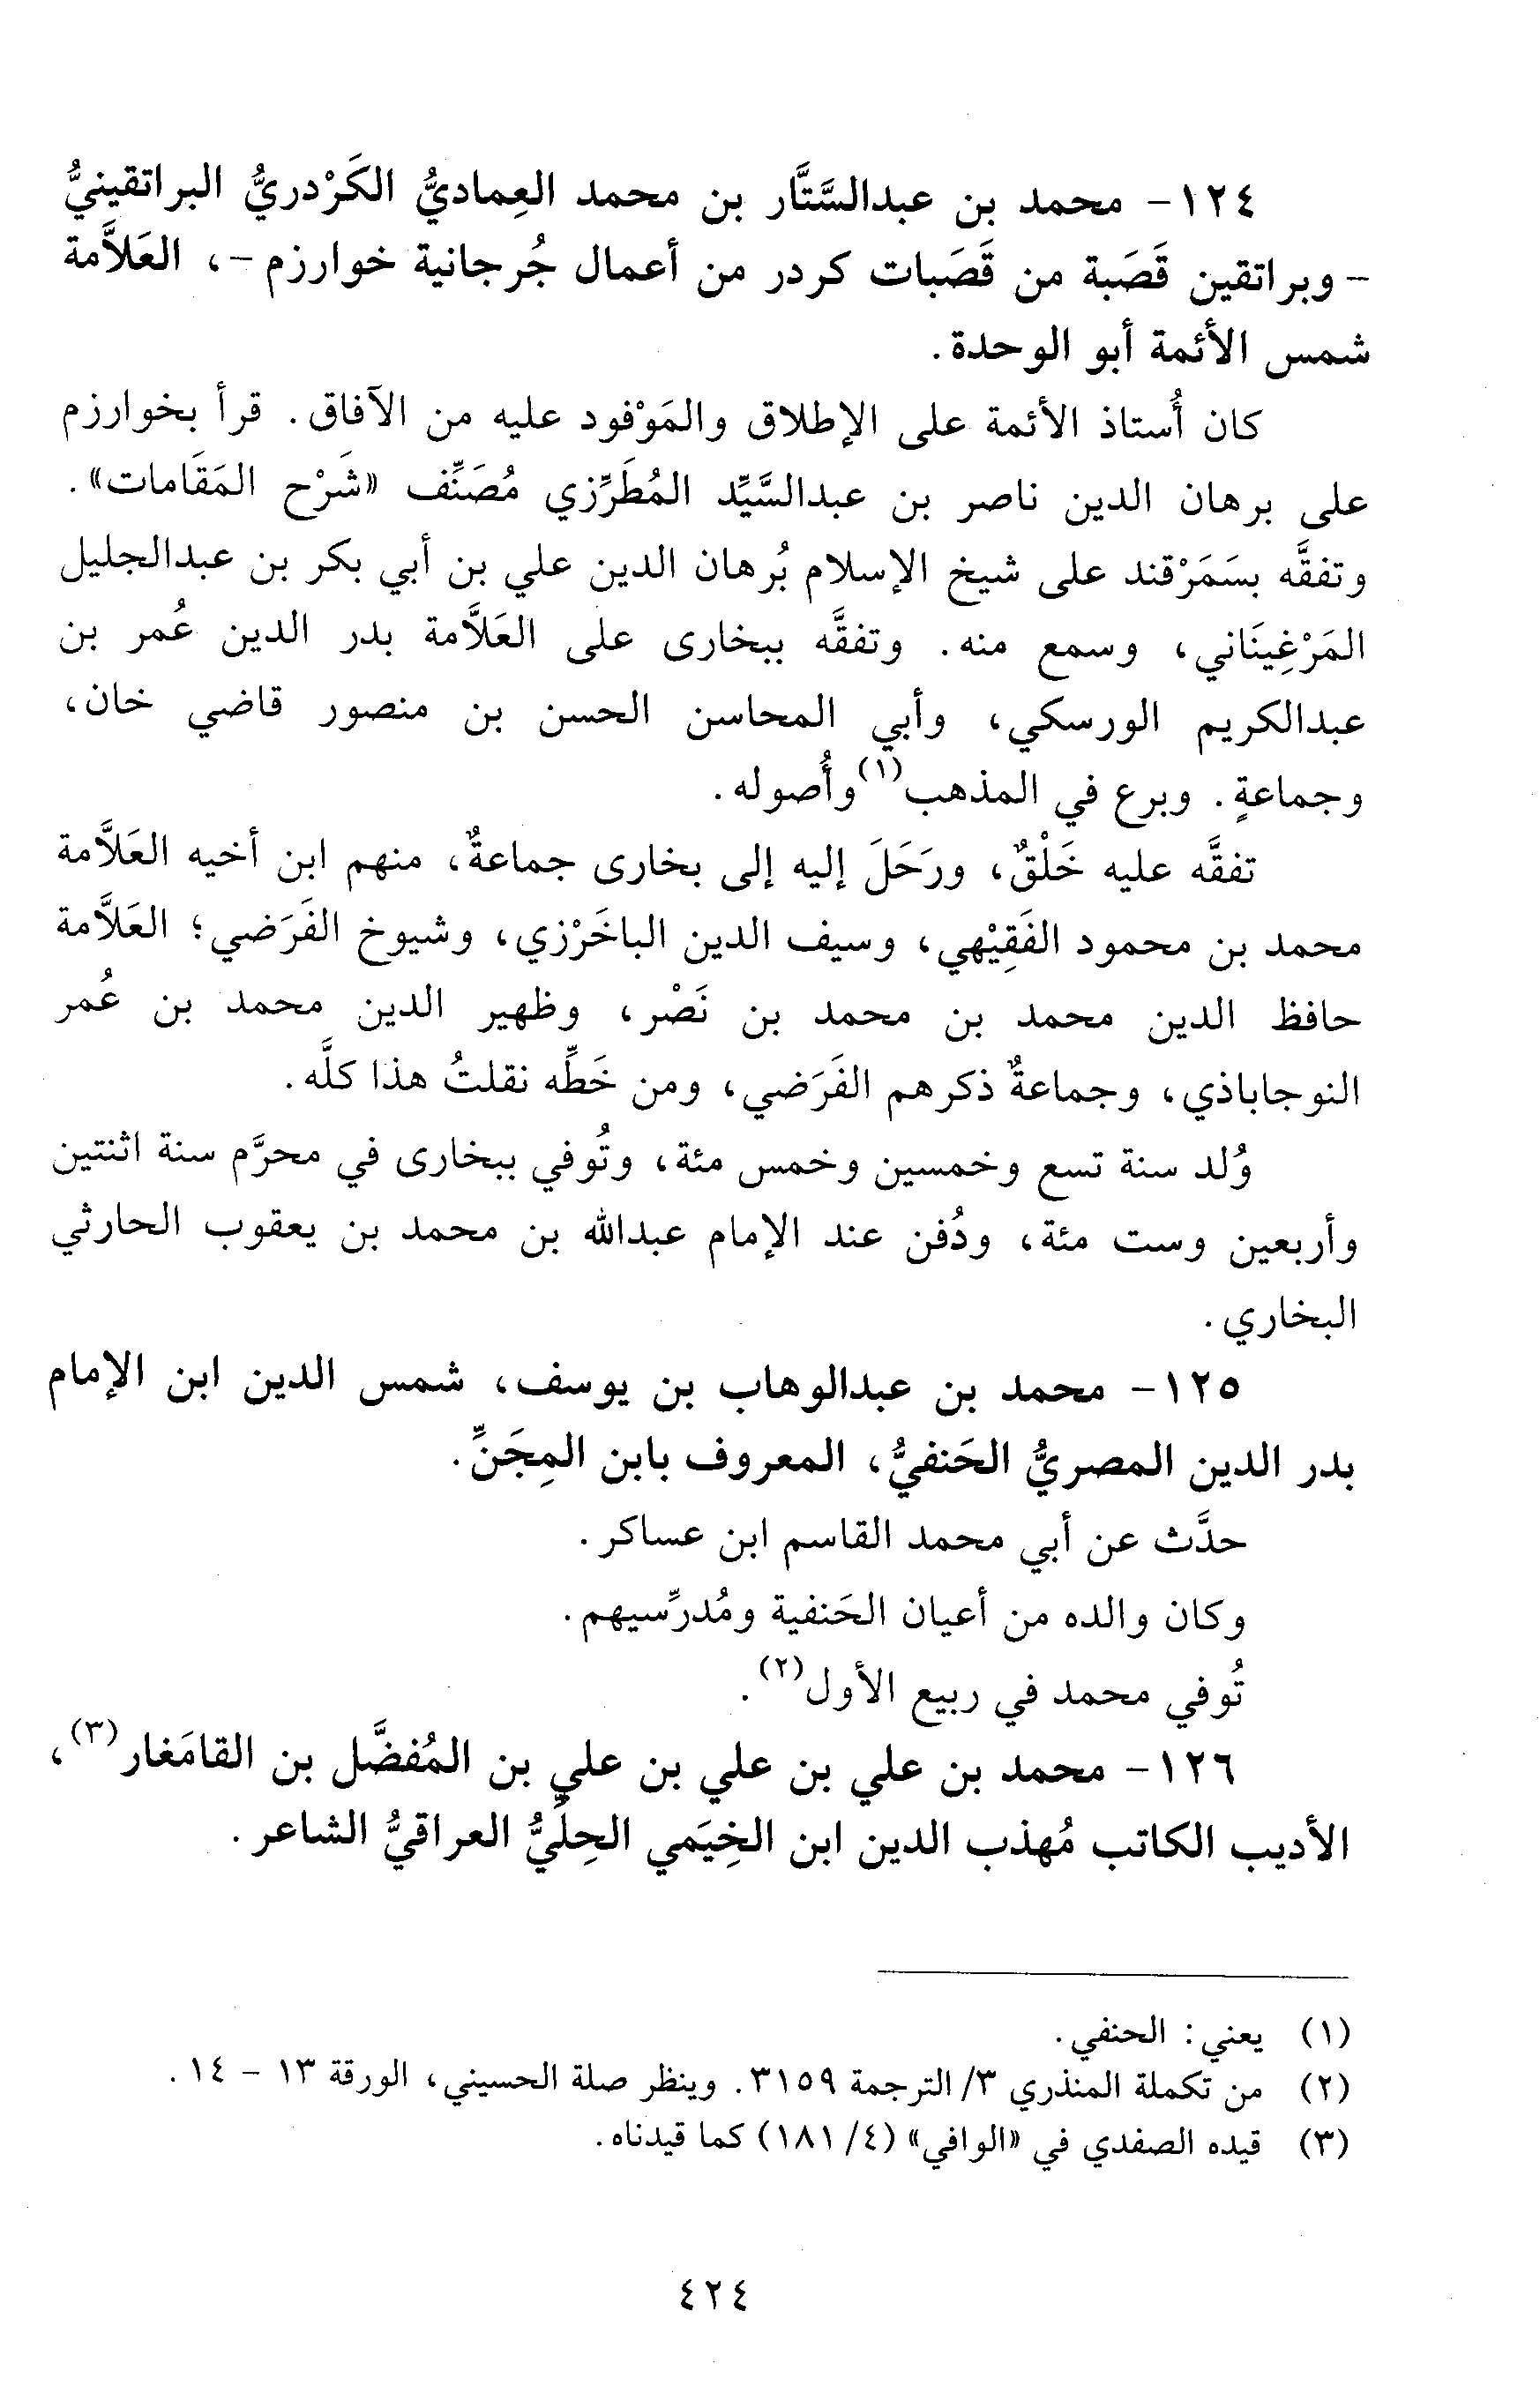 ١٢٤- محمد بن عبدالسَّتَّار بن محمد العِماديُّ الكَرْدريُّ البراتقينيُّ
- وبراتقين قَصَبة من قَصَبات كردر من أعمال جُرجانية خوارزم -، العَلاَّمة
شمس الأئمة أبو الوحدة.
كان أُستاذ الأئمة على الإطلاق والمَوْفود عليه من الآفاق. قرأ بخوارزم
على برهان الدين ناصر بن عبدالسَّيِّد المُطَرِّزي مُصَنِّف «شَرْح المَقَامات».
وتفقَّه بسَمَرْقند على شيخ الإسلام بُرهان الدين علي بن أبي بكر بن عبدالجليل
المَرْغِينَاني، وسمع منه. وتفقَّه ببخارى على العَلاَّمة بدر الدين عُمر بن
عبدالكريم الورسكي، وأبي المحاسن الحسن بن منصور قاضي خان،
وجماعةٍ. وبرع في المذهب(١) وأُصوله.
تفقَّه عليه خَلْقٌ، ورَحَلَ إليه إلى بخارى جماعةٌ، منهم ابن أخيه العَلاَّمة
محمد بن محمود الفَقِيْهي، وسيف الدين الباخَرْزي، وشيوخ الفَرَضي؛ العَلاَّمة
حافظ الدين محمد بن محمد بن نَصْر، وظهير الدين محمد بن عُمر
النوجاباذي، وجماعةٌ ذكرهم الفَرَضي، ومن خَطِّه نقلتُ هذا كلَّه.
وُلد سنة تسع وخمسين وخمس مئة، وتُوفي ببخارى في محرَّم سنة اثنتين
وأربعين وست مئة، ودُفن عند الإمام عبدالله بن محمد بن يعقوب الحارثي
البخاري.
١٢٥- محمد بن عبدالوهاب بن يوسف، شمس الدين ابن الإمام
بدر الدين المصريُّ الحَنفيُّ، المعروف بابن المِجَنِّ.
حدَّث عن أبي محمد القاسم ابن عساكر.
وكان والده من أعيان الحَنفية ومُدرِّسيهم.
تُوفي محمد في ربيع الأول(٢).
١٢٦- محمد بن علي بن علي بن علي بن المُفضَّل بن القامَغار(٣)،
الأديب الكاتب مُهذب الدين ابن الخِيَمي الحِلِّيُّ العراقيُّ الشاعر.
(١) يعني: الحنفي.
(٢) من تكملة المنذري ٣/ الترجمة ٣١٥٩. وينظر صلة الحسيني، الورقة ١٣ - ١٤.
(٣) قيده الصفدي في «الوافي» (٤/ ١٨١) كما قيدناه.
٤٢٤